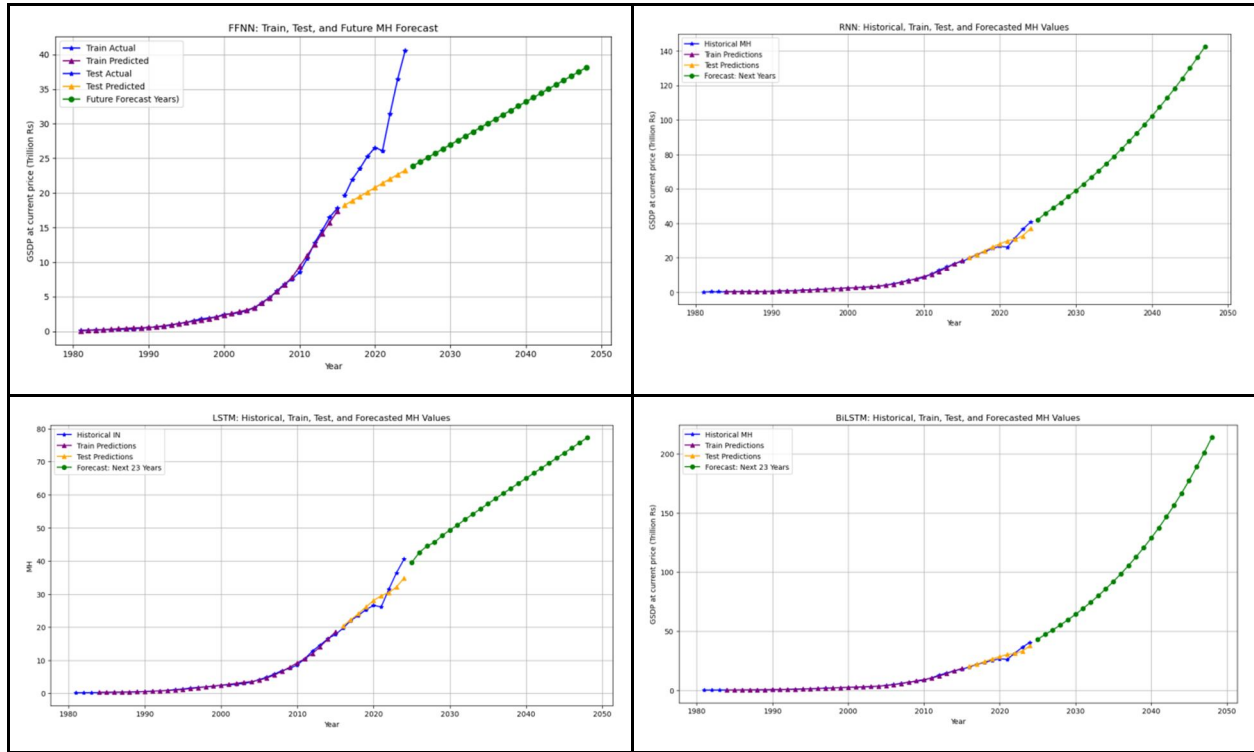 FFNN: Train, Test, and Future MH Forecast
Train Actual
Train Predicted
Test Actual
Test Predicted
Future Forecast Years)
GSDP at current price (Trillion Rs)
40
35
30
25
20
15
10
5
0
1980 1990 2000 2010 2020 2030 2040 2050
Year
RNN: Historical, Train, Test, and Forecasted MH Values
Historical MH
Train Predictions
Test Predictions
Forecast: Next Years
GSDP at current price (Trillion Rs)
140
120
100
80
60
40
20
0
1980 1990 2000 2010 2020 2030 2040 2050
Year
LSTM: Historical, Train, Test, and Forecasted MH Values
Historical IN
Train Predictions
Test Predictions
Forecast: Next 23 Years
MH
80
70
60
50
40
30
20
10
0
1980 1990 2000 2010 2020 2030 2040 2050
Year
BiLSTM: Historical, Train, Test, and Forecasted MH Values
Historical MH
Train Predictions
Test Predictions
Forecast: Next 23 Years
GSDP at current price (Trillion Rs)
200
150
100
50
0
1980 1990 2000 2010 2020 2030 2040 2050
Year